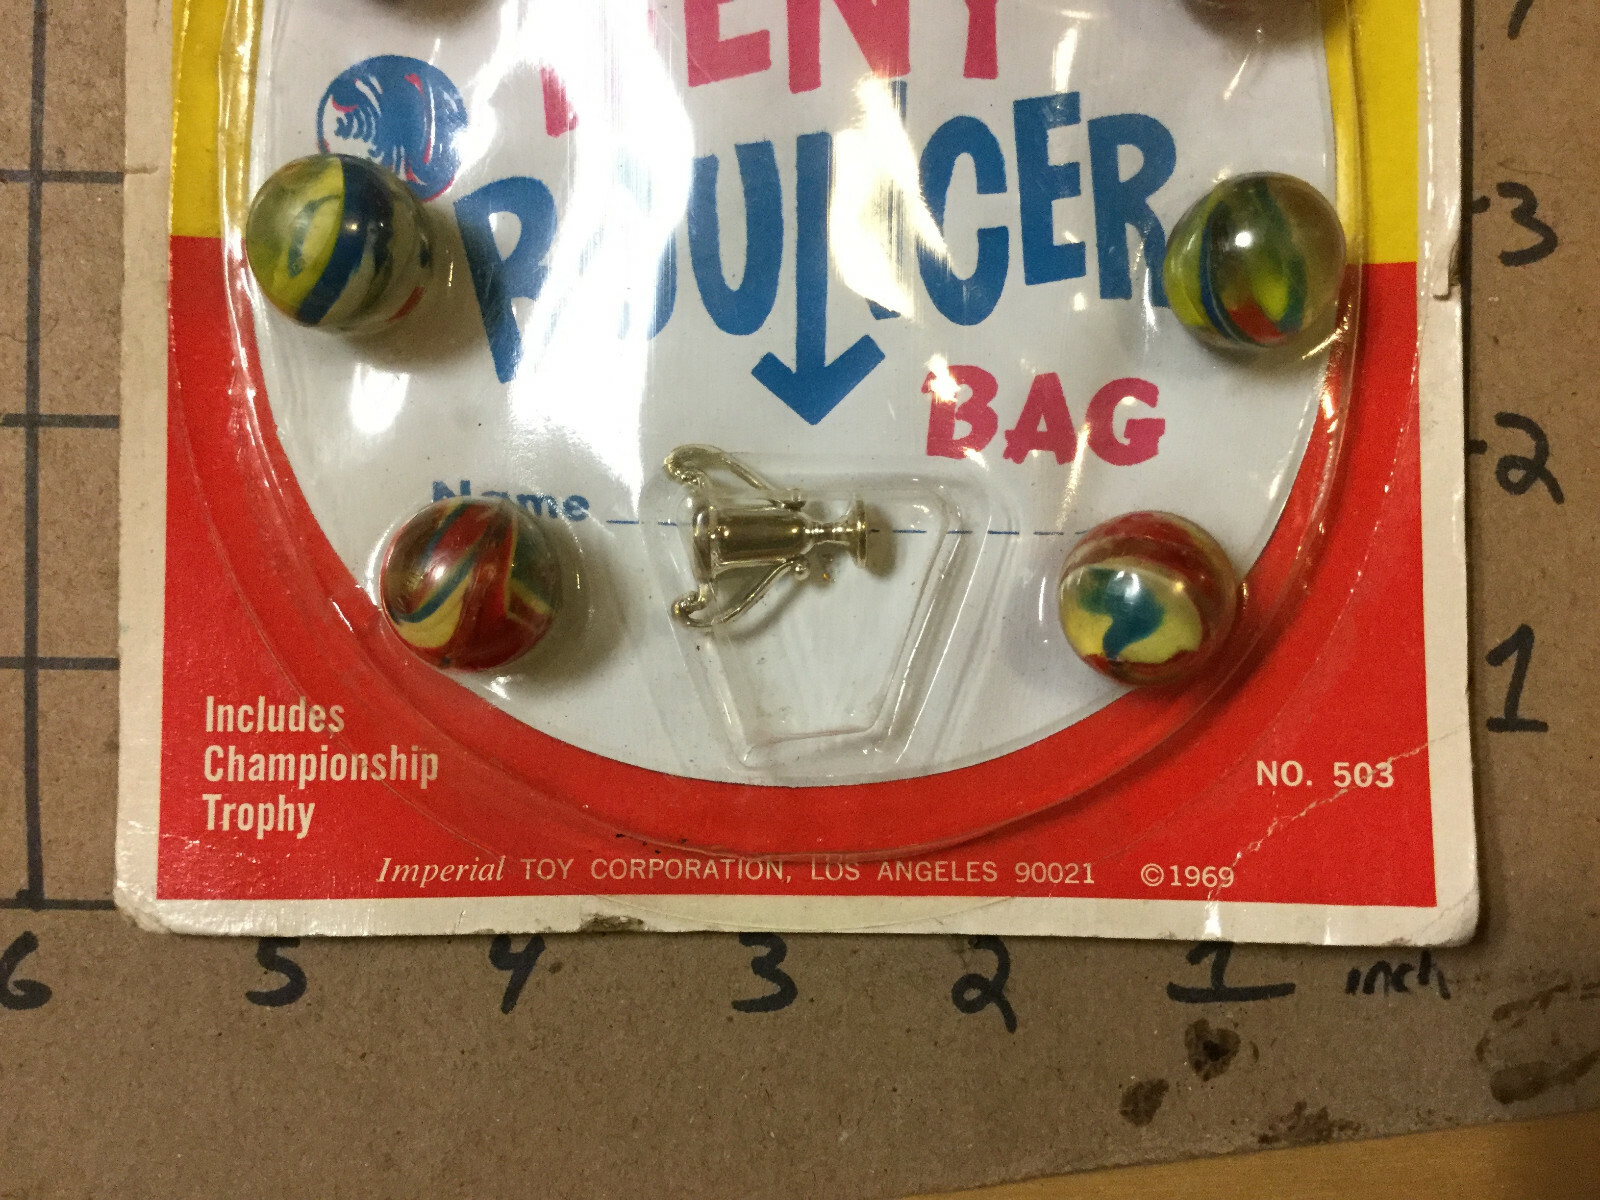 BOUNCER
BAG
Name
Includes
Championship
Trophy
NO. 503
Imperial TOY CORPORATION, LOS ANGELES 90021 ©1969
3
2
1
6 5 4 3 2 1 inch